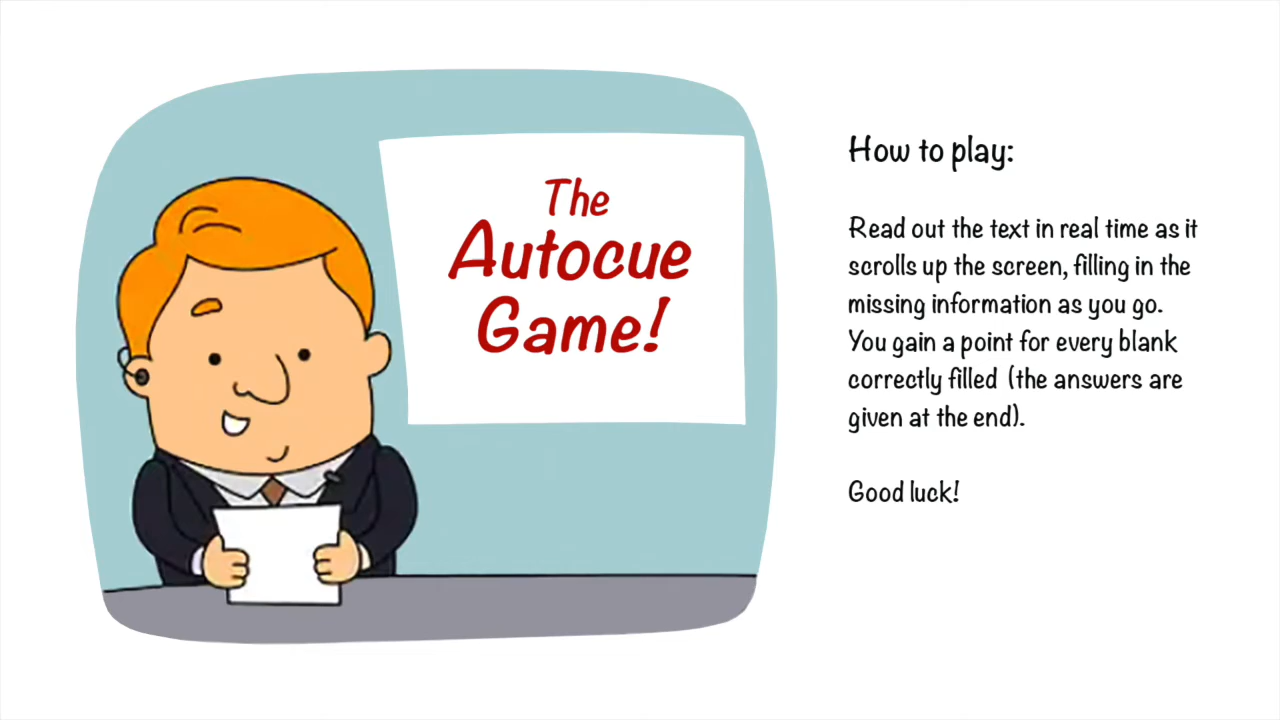 The
Autocue
Game!
How to play:
Read out the text in real time as it
scrolls up the screen, filling in the
missing information as you go.
You gain a point for every blank
correctly filled (the answers are
given at the end).
Good luck!